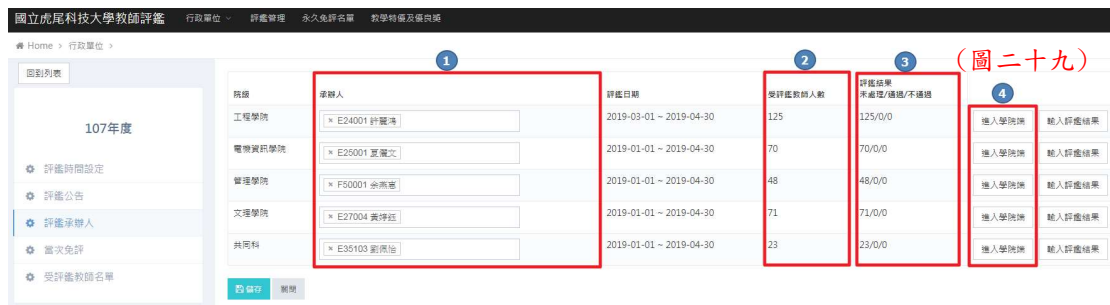 國立虎尾科技大學教師評鑑 行政單位 評鑑管理 永久免評名單 教學特優及優良獎
Home > 行政單位 >
1 2 3 (圖二十九)
回到列表
評鑑結果
院級 承辦人 評鑑日期 受評鑑教師人數 未處理/通過/不通過 4
工程學院 × E24001 許麗鴻 2019-03-01 ~ 2019-04-30 125 125/0/0 進入學院端 輸入評鑑結果
107年度
電機資訊學院 × E25001 夏儷文 2019-01-01 ~ 2019-04-30 70 70/0/0 進入學院端 輸入評鑑結果
評鑑時間設定
管理學院 × F50001 余燕惠 2019-01-01 ~ 2019-04-30 48 48/0/0 進入學院端 輸入評鑑結果
評鑑公告
文理學院 × E27004 黃婷鈺 2019-01-01 ~ 2019-04-30 71 71/0/0 進入學院端 輸入評鑑結果
評鑑承辦人
共同科 × E35103 劉佩怡 2019-01-01 ~ 2019-04-30 23 23/0/0 進入學院端 輸入評鑑結果
當次免評
受評鑑教師名單
儲存 關閉